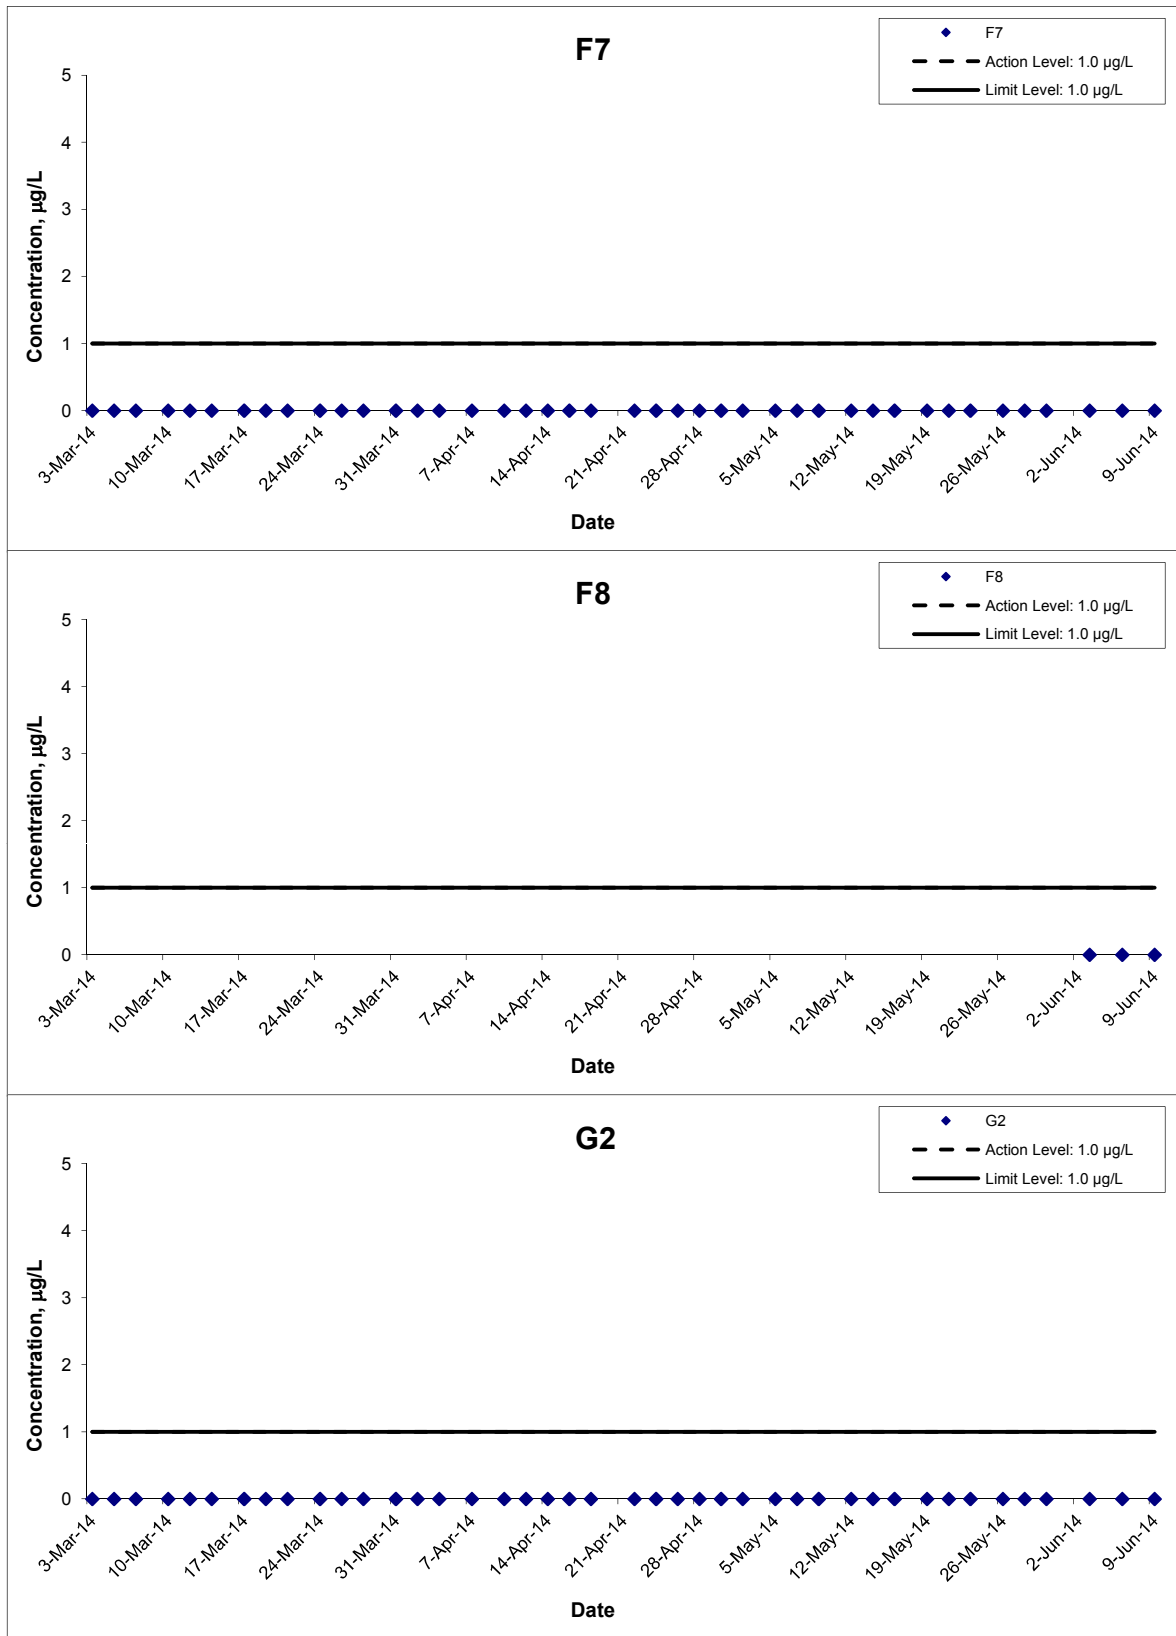 F7
F7
Action Level: 1.0 µg/L
Limit Level: 1.0 µg/L
Concentration, µg/L
5
4
3
2
1
0
3-Mar-14
10-Mar-14
17-Mar-14
24-Mar-14
31-Mar-14
7-Apr-14
14-Apr-14
21-Apr-14
28-Apr-14
5-May-14
12-May-14
19-May-14
26-May-14
2-Jun-14
9-Jun-14
Date
F8
F8
Action Level: 1.0 µg/L
Limit Level: 1.0 µg/L
Concentration, µg/L
5
4
3
2
1
0
3-Mar-14
10-Mar-14
17-Mar-14
24-Mar-14
31-Mar-14
7-Apr-14
14-Apr-14
21-Apr-14
28-Apr-14
5-May-14
12-May-14
19-May-14
26-May-14
2-Jun-14
9-Jun-14
Date
G2
G2
Action Level: 1.0 µg/L
Limit Level: 1.0 µg/L
Concentration, µg/L
5
4
3
2
1
0
3-Mar-14
10-Mar-14
17-Mar-14
24-Mar-14
31-Mar-14
7-Apr-14
14-Apr-14
21-Apr-14
28-Apr-14
5-May-14
12-May-14
19-May-14
26-May-14
2-Jun-14
9-Jun-14
Date